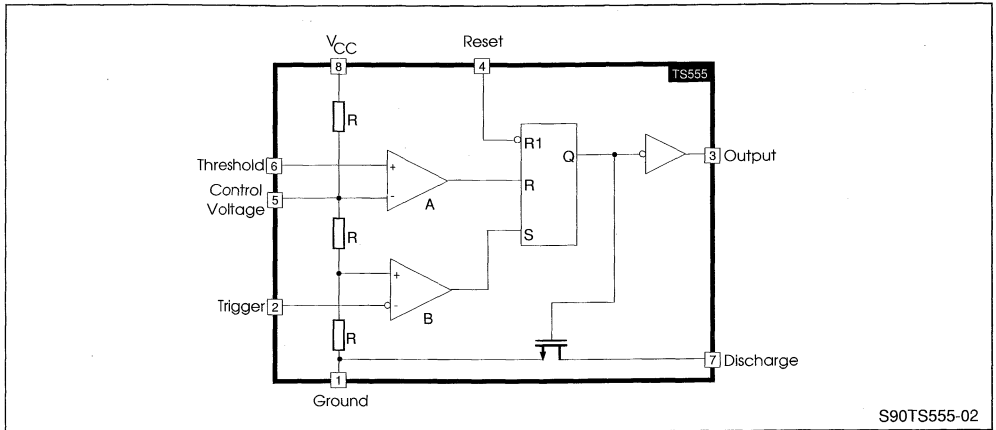 V_CC
Reset
8
4
TS555
R
R1
Threshold 6
+
Q
3 Output
Control
Voltage
5
-
A
R
R
S
+
Trigger 2
-
B
R
7 Discharge
1
Ground
S90TS555-02